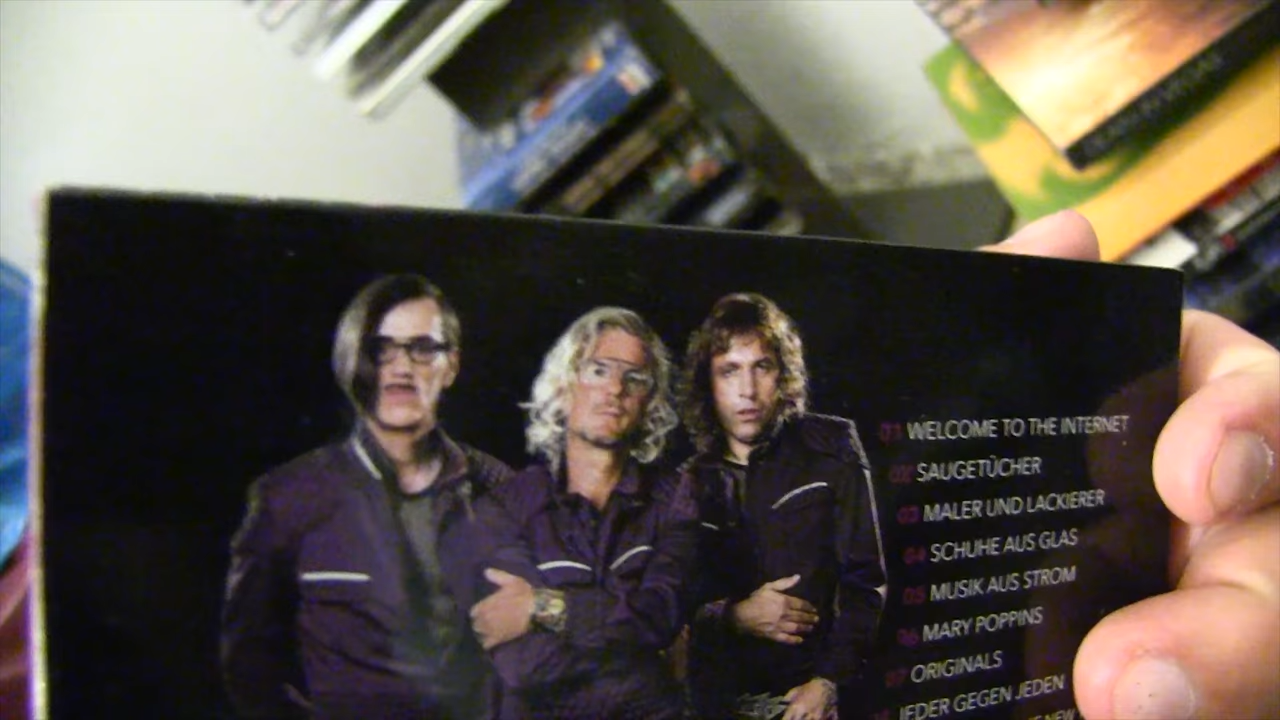 01 WELCOME TO THE INTERNET
02 SAUGETÜCHER
03 MALER UND LACKIERER
04 SCHUHE AUS GLAS
05 MUSIK AUS STROM
06 MARY POPPINS
07 ORIGINALS
JEDER GEGEN JEDEN
NEW